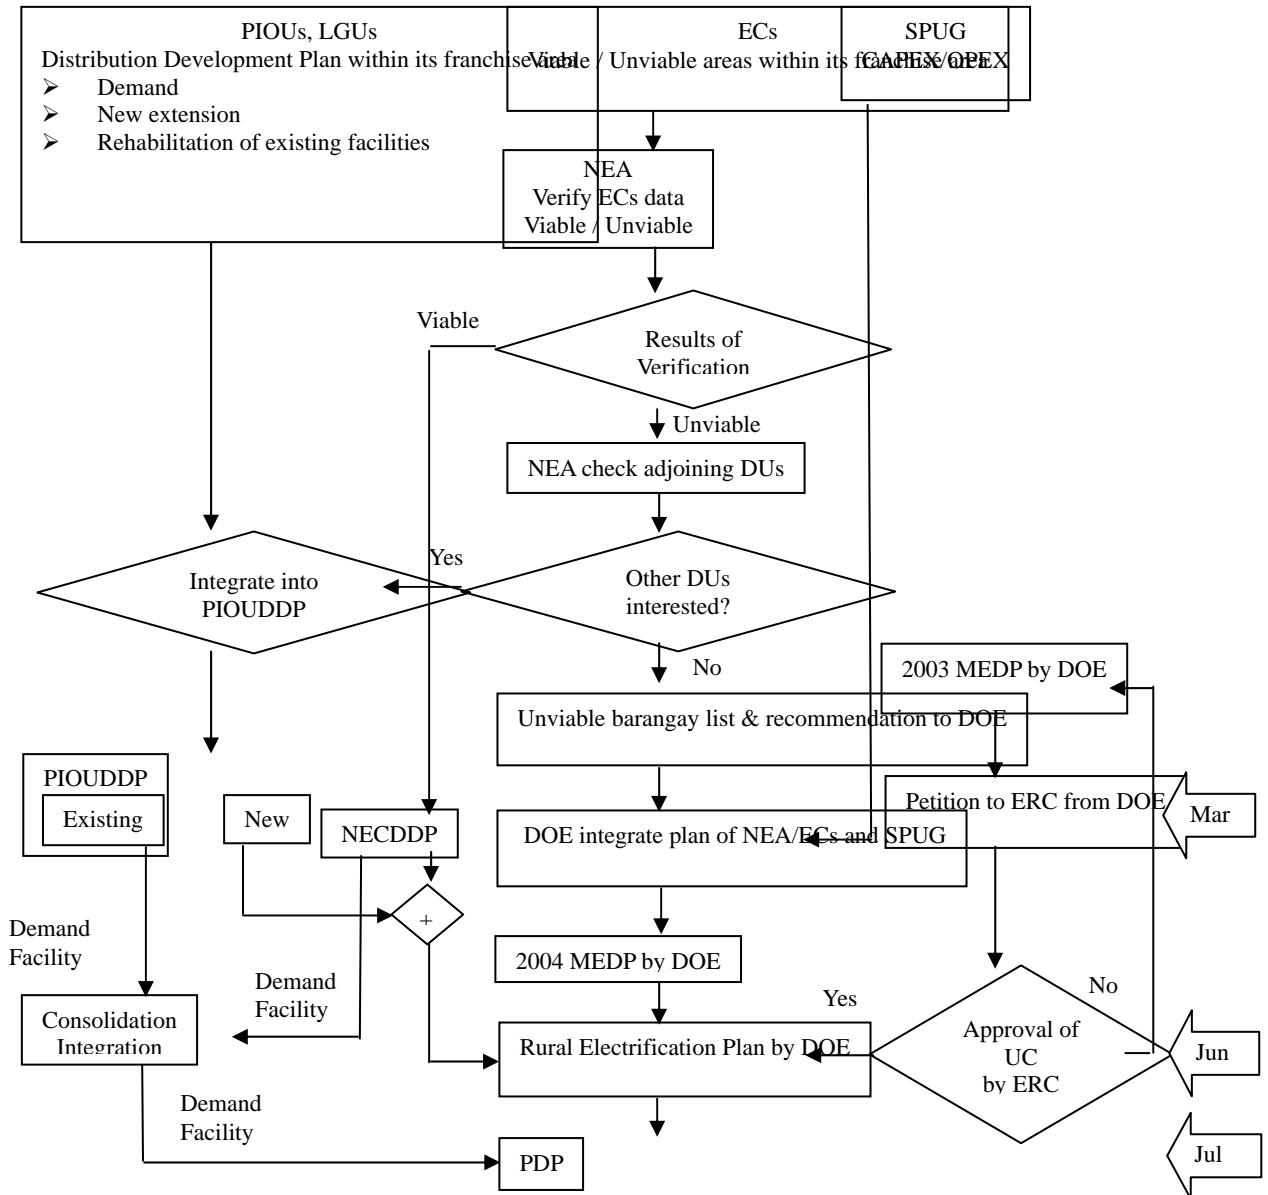 PIOUs, LGUs
Distribution Development Plan within its franchise area
➢ Demand
➢ New extension
➢ Rehabilitation of existing facilities
ECs
Viable / Unviable areas within its franchise area
SPUG
CAPEX/OPEX
NEA
Verify ECs data
Viable / Unviable
Viable
Results of
Verification
Unviable
NEA check adjoining DUs
Yes
Integrate into
PIOUDDP
Other DUs
interested?
No
2003 MEDP by DOE
Unviable barangay list & recommendation to DOE
PIOUDDP
Existing
New
NECDDP
Petition to ERC from DOE
Mar
DOE integrate plan of NEA/ECs and SPUG
+
Demand
Facility
2004 MEDP by DOE
Demand
Facility
Yes
No
Consolidation
Integration
Rural Electrification Plan by DOE
Approval of
UC
by ERC
Jun
Demand
Facility
PDP
Jul